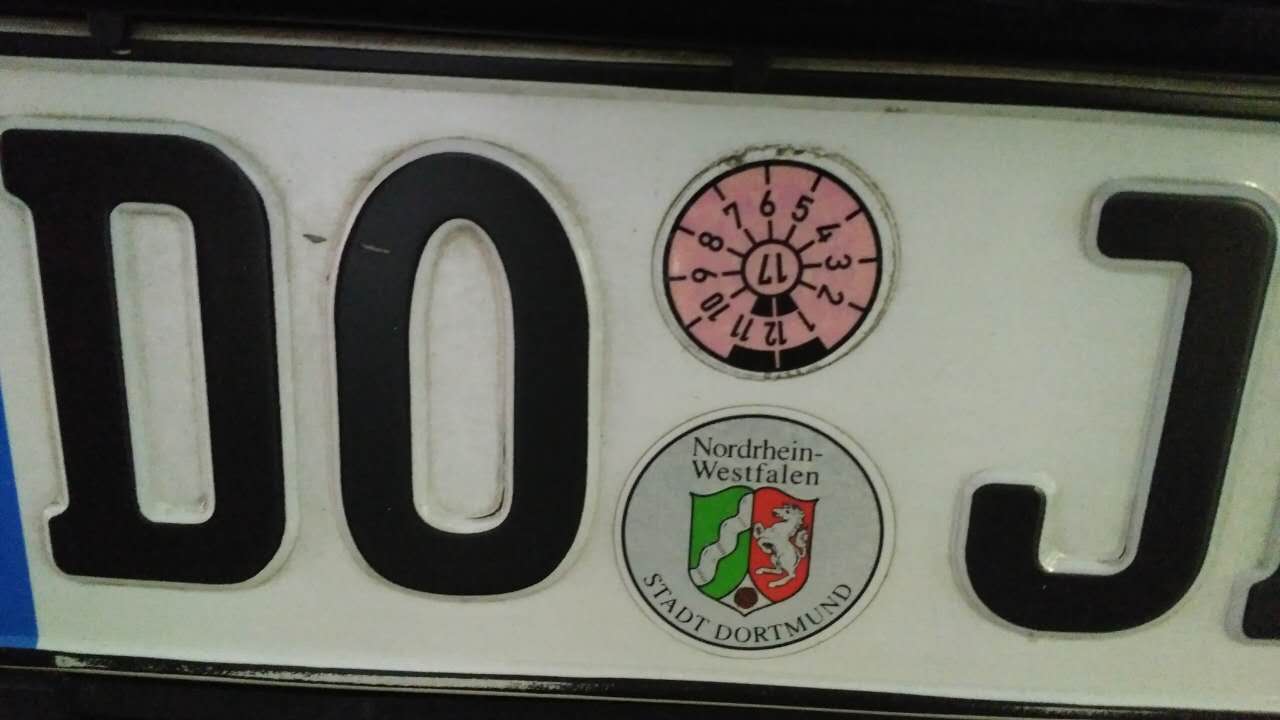 DO J
6 5 4 3 2 1 12 11 10 9 8 7
17
Nordrhein-
Westfalen
STADT DORTMUND